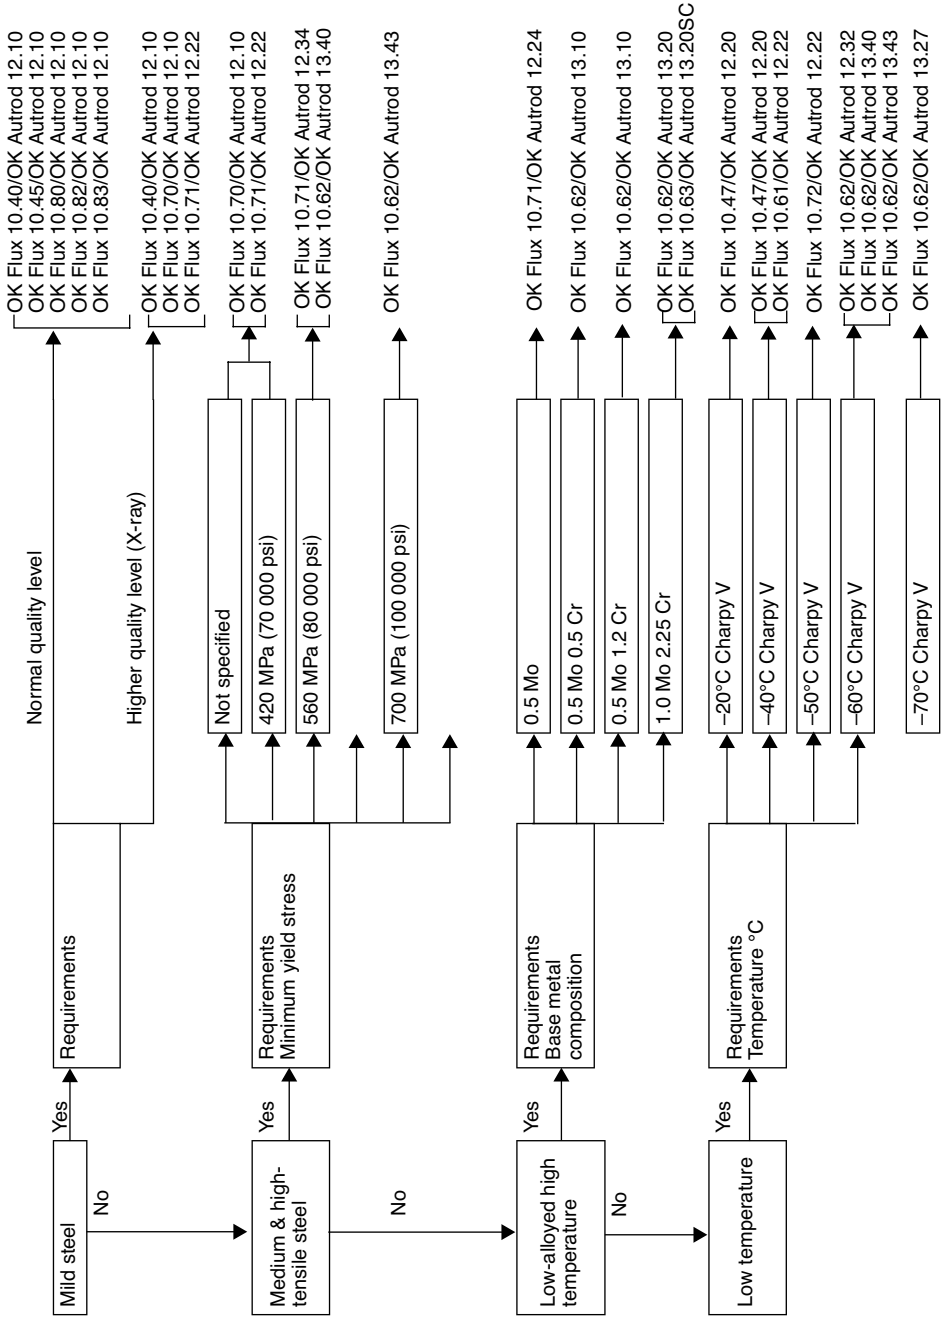 Mild steel
Yes
No
Requirements
Normal quality level
OK Flux 10.40/OK Autrod 12.10
OK Flux 10.45/OK Autrod 12.10
OK Flux 10.80/OK Autrod 12.10
OK Flux 10.82/OK Autrod 12.10
OK Flux 10.83/OK Autrod 12.10
Higher quality level (X-ray)
OK Flux 10.40/OK Autrod 12.10
OK Flux 10.70/OK Autrod 12.10
OK Flux 10.71/OK Autrod 12.22
Medium & high-
tensile steel
Yes
No
Requirements
Minimum yield stress
Not specified
420 MPa (70 000 psi)
OK Flux 10.70/OK Autrod 12.10
OK Flux 10.71/OK Autrod 12.22
560 MPa (80 000 psi)
OK Flux 10.71/OK Autrod 12.34
OK Flux 10.62/OK Autrod 13.40
700 MPa (100 000 psi)
OK Flux 10.62/OK Autrod 13.43
Low-alloyed high
temperature
Yes
No
Requirements
Base metal
composition
0.5 Mo
OK Flux 10.71/OK Autrod 12.24
0.5 Mo 0.5 Cr
OK Flux 10.62/OK Autrod 13.10
0.5 Mo 1.2 Cr
OK Flux 10.62/OK Autrod 13.10
1.0 Mo 2.25 Cr
OK Flux 10.62/OK Autrod 13.20
OK Flux 10.63/OK Autrod 13.20SC
Low temperature
Yes
Requirements
Temperature °C
–20°C Charpy V
OK Flux 10.47/OK Autrod 12.20
–40°C Charpy V
OK Flux 10.47/OK Autrod 12.20
OK Flux 10.61/OK Autrod 12.22
–50°C Charpy V
OK Flux 10.72/OK Autrod 12.22
–60°C Charpy V
OK Flux 10.62/OK Autrod 12.32
OK Flux 10.62/OK Autrod 13.40
OK Flux 10.62/OK Autrod 13.43
–70°C Charpy V
OK Flux 10.62/OK Autrod 13.27